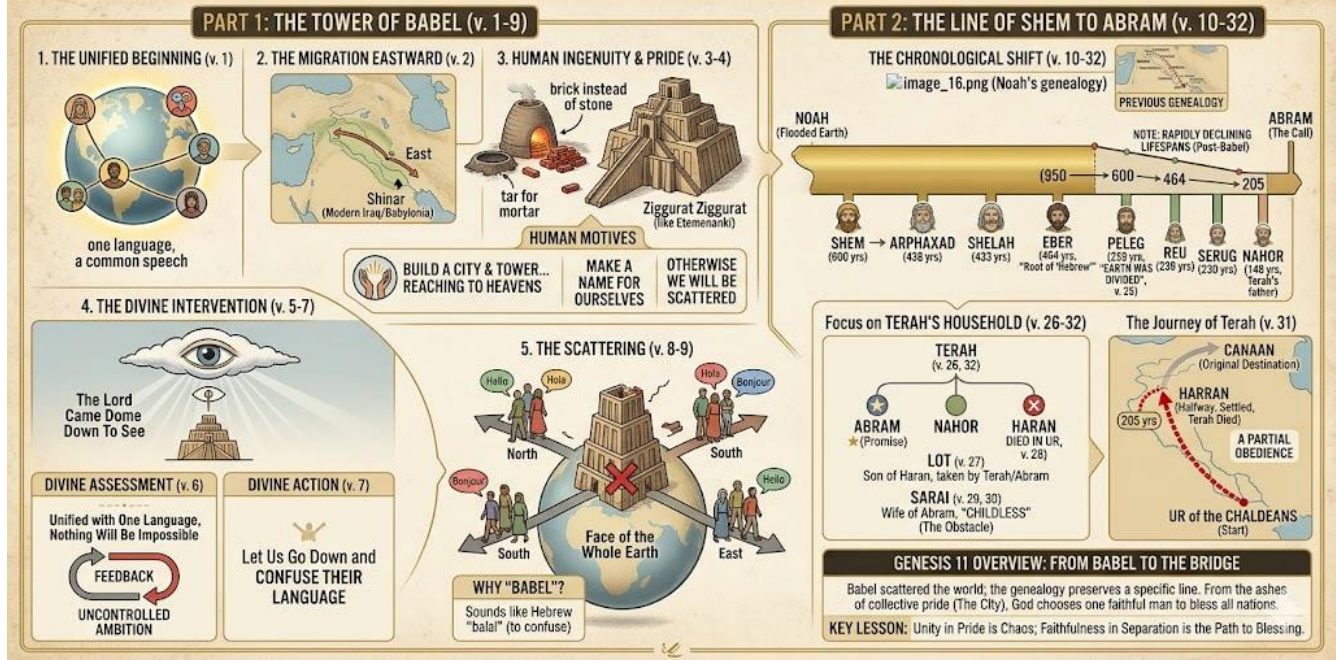 PART 1: THE TOWER OF BABEL (v. 1-9)
1. THE UNIFIED BEGINNING (v. 1)
one language,
a common speech
2. THE MIGRATION EASTWARD (v. 2)
East
Shinar
(Modern Iraq/Babylonia)
3. HUMAN INGENUITY & PRIDE (v. 3-4)
brick instead
of stone
tar for
mortar
Ziggurat Ziggurat
(like Etemenanki)
HUMAN MOTIVES
BUILD A CITY & TOWER...
REACHING TO HEAVENS
MAKE A
NAME FOR
OURSELVES
OTHERWISE
WE WILL BE
SCATTERED
4. THE DIVINE INTERVENTION (v. 5-7)
The Lord
Came Dome
Down To See
DIVINE ASSESSMENT (v. 6)
Unified with One Language,
Nothing Will Be Impossible
FEEDBACK
UNCONTROLLED
AMBITION
DIVINE ACTION (v. 7)
Let Us Go Down and
CONFUSE THEIR
LANGUAGE
5. THE SCATTERING (v. 8-9)
Hello
Hola
Hola
Bonjour
North
South
Bonjour
Hello
South
East
Face of the
Whole Earth
WHY "BABEL"?
Sounds like Hebrew
"balal" (to confuse)
PART 2: THE LINE OF SHEM TO ABRAM (v. 10-32)
THE CHRONOLOGICAL SHIFT (v. 10-32)
image_16.png (Noah's genealogy)
PREVIOUS GENEALOGY
NOAH
(Flooded Earth)
NOTE: RAPIDLY DECLINING
LIFESPANS (Post-Babel)
ABRAM
(The Call)
(950 → 600 → 464 → 205
SHEM → ARPHAXAD
(600 yrs)
(438 yrs)
SHELAH
(433 yrs)
EBER
(464 yrs.
"Root of 'Hebrew'"
PELEG
(259 yrs,
"EARTN WAS
DIVIDED",
v. 25)
REU
(239 yrs)
SERUG
(230 yrs)
NAHOR
(148 yrs,
Terah's
father)
Focus on TERAH'S HOUSEHOLD (v. 26-32)
TERAH
(v. 26, 32)
ABRAM
(Promise)
NAHOR
HARAN
DIED IN UR,
v. 28)
LOT (v. 27)
Son of Haran, taken by Terah/Abram
SARAI (v. 29, 30)
Wife of Abram, "CHILDLESS"
(The Obstacle)
The Journey of Terah (v. 31)
CANAAN
(Original Destination)
HARRAN
(Halfway. Settled,
Terah Died)
205 yrs
A PARTIAL
OBEDIENCE
UR of the CHALDEANS
(Start)
GENESIS 11 OVERVIEW: FROM BABEL TO THE BRIDGE
Babel scattered the world; the genealogy preserves a specific line. From the ashes
of collective pride (The City), God chooses one faithful man to bless all nations.
KEY LESSON: Unity in Pride is Chaos; Faithfulness in Separation is the Path to Blessing.